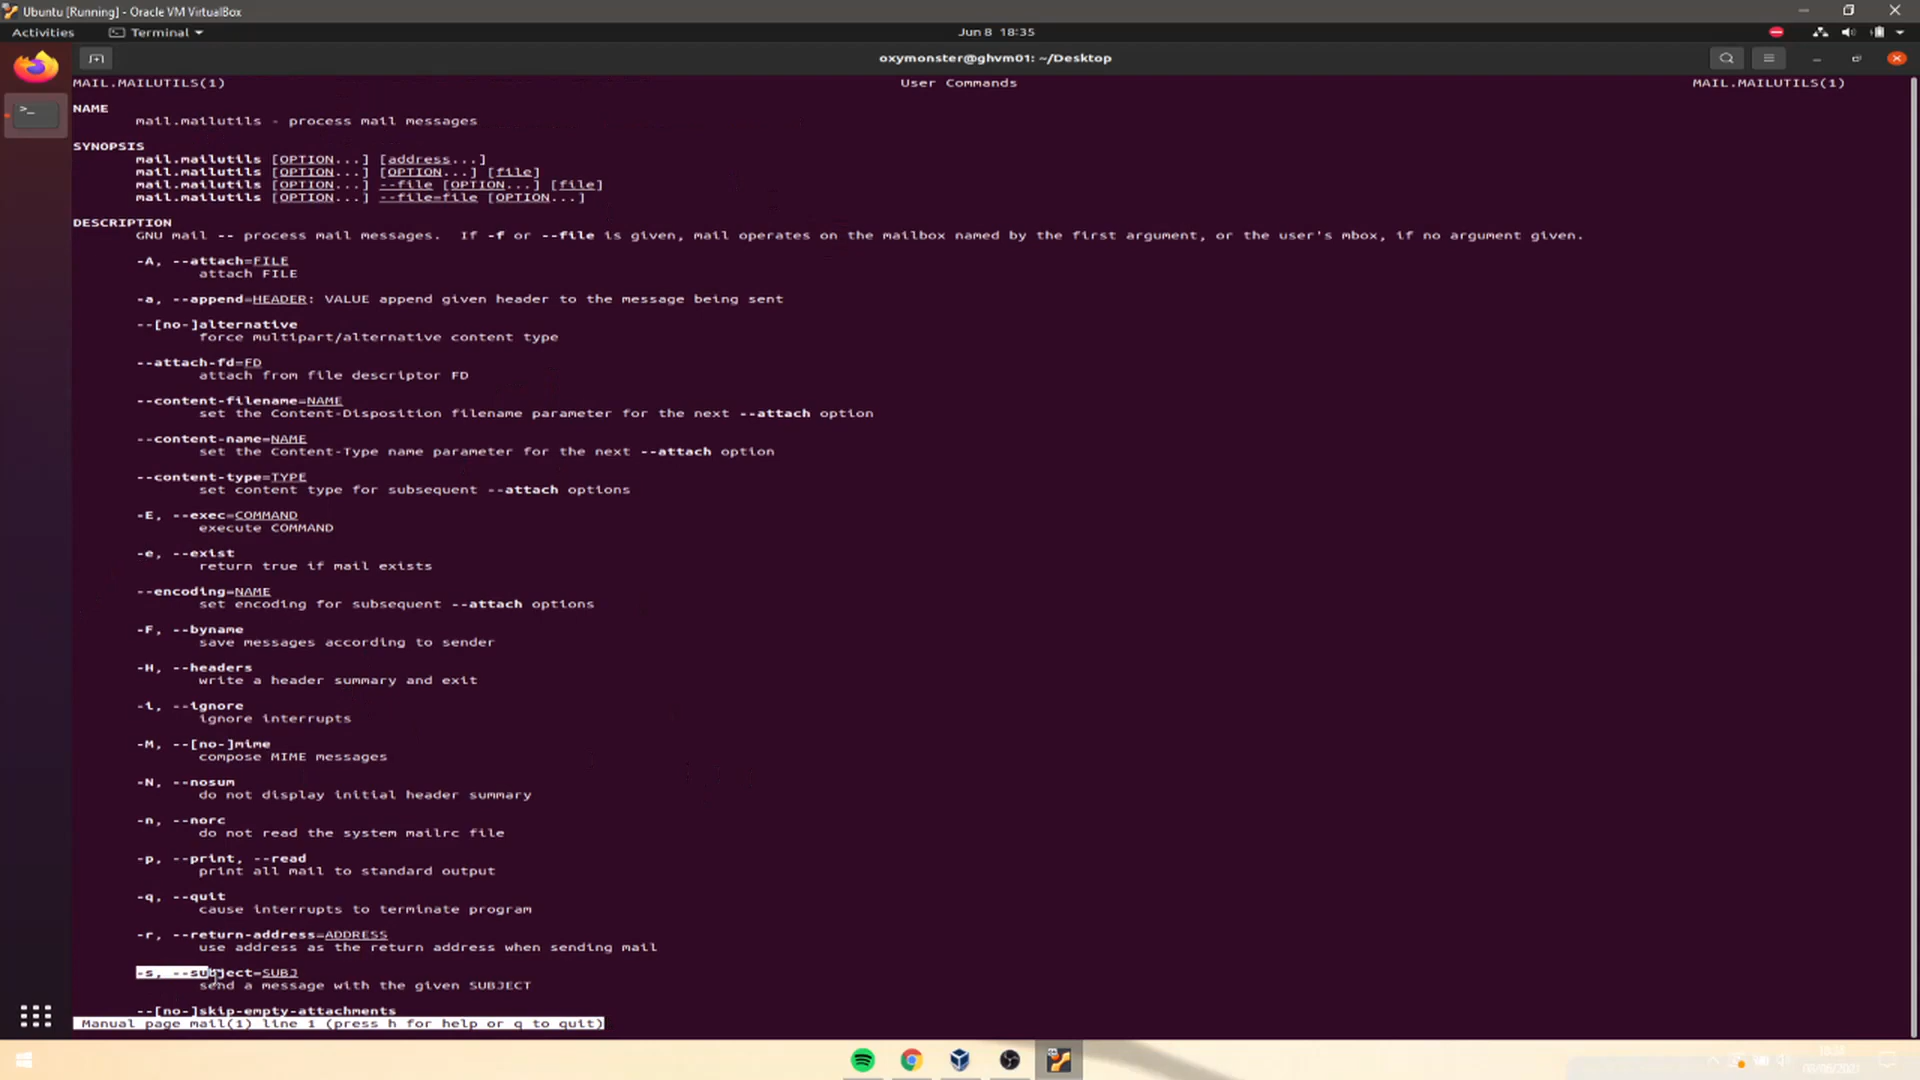 Ubuntu [Running] - Oracle VM VirtualBox
Activities Terminal Jun 8 18:35
oxymonster@ghvm01: ~/Desktop
MAIL.MAILUTILS(1) User Commands MAIL.MAILUTILS(1)
NAME
mail.mailutils - process mail messages
SYNOPSIS
mail.mailutils [OPTION...] [address...]
mail.mailutils [OPTION...] [OPTION...] [file]
mail.mailutils [OPTION...] --file [OPTION...] [file]
mail.mailutils [OPTION...] --file=file [OPTION...]
DESCRIPTION
GNU mail -- process mail messages. If -f or --file is given, mail operates on the mailbox named by the first argument, or the user's mbox, if no argument given.
-A, --attach=FILE
attach FILE
-a, --append=HEADER: VALUE append given header to the message being sent
--[no-]alternative
force multipart/alternative content type
--attach-fd=FD
attach from file descriptor FD
--content-filename=NAME
set the Content-Disposition filename parameter for the next --attach option
--content-name=NAME
set the Content-Type name parameter for the next --attach option
--content-type=TYPE
set content type for subsequent --attach options
-E, --exec=COMMAND
execute COMMAND
-e, --exist
return true if mail exists
--encoding=NAME
set encoding for subsequent --attach options
-F, --byname
save messages according to sender
-H, --headers
write a header summary and exit
-i, --ignore
ignore interrupts
-M, --[no-]mime
compose MIME messages
-N, --nosum
do not display initial header summary
-n, --norc
do not read the system mailrc file
-p, --print, --read
print all mail to standard output
-q, --quit
cause interrupts to terminate program
-r, --return-address=ADDRESS
use address as the return address when sending mail
-s, --subject=SUBJ
send a message with the given SUBJECT
--[no-]skip-empty-attachments
Manual page mail(1) line 1 (press h for help or q to quit)